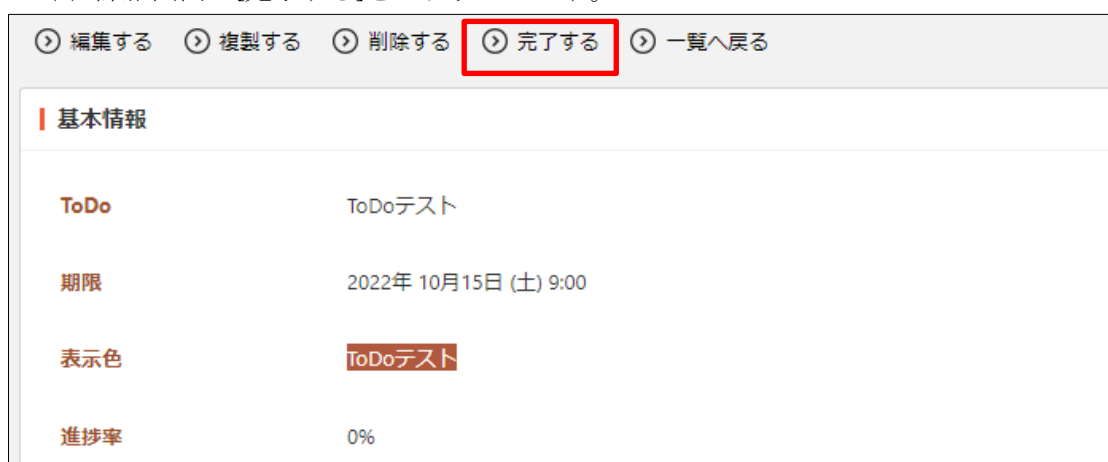 編集する 複製する 削除する 完了する 一覧へ戻る
基本情報
ToDo ToDoテスト
期限 2022年 10月15日 (土) 9:00
表示色 ToDoテスト
進捗率 0%